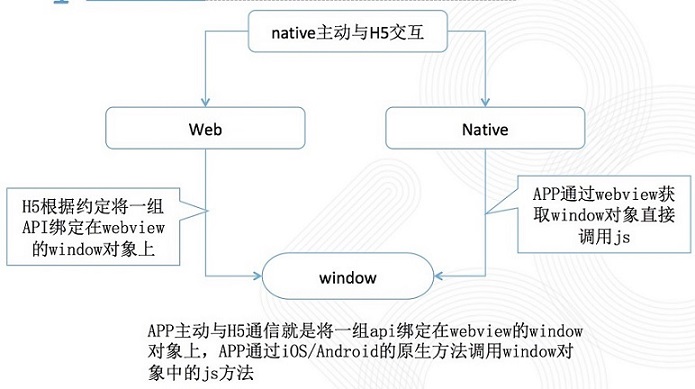 native主动与H5交互
Web
Native
H5根据约定将一组
API绑定在webview
的window对象上
APP通过webview获
取window对象直接
调用js
window
APP主动与H5通信就是将一组api绑定在webview的window
对象上，APP通过iOS/Android的原生方法调用window对
象中的js方法